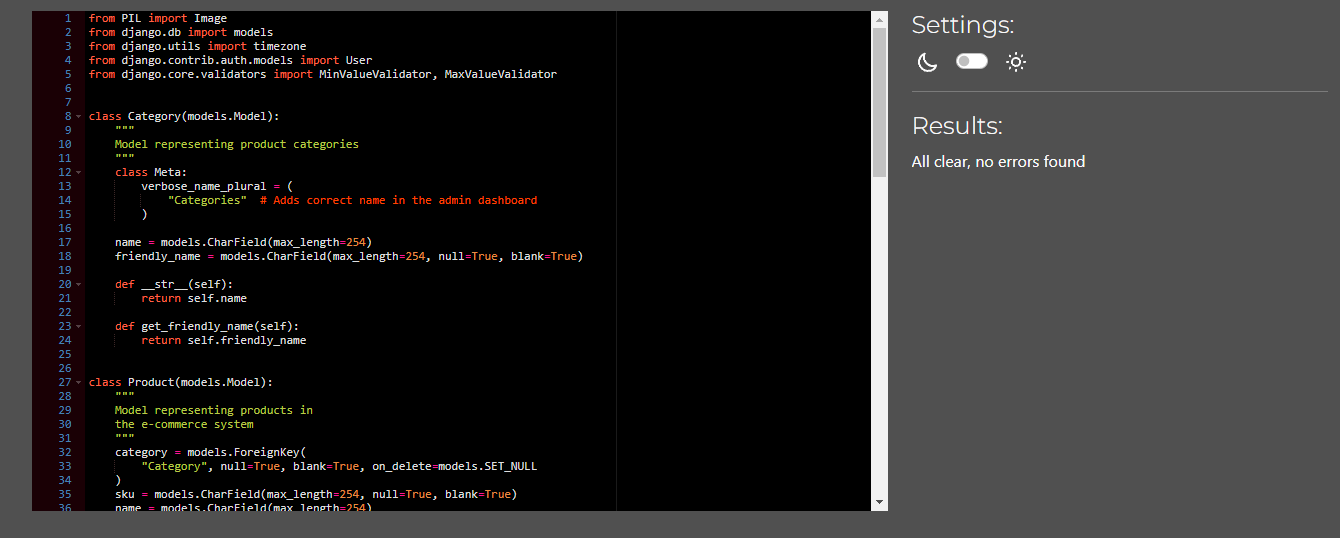 1 from PIL import Image
2 from django.db import models
3 from django.utils import timezone
4 from django.contrib.auth.models import User
5 from django.core.validators import MinValueValidator, MaxValueValidator
6
7
8 class Category(models.Model):
9     """
10     Model representing product categories
11     """
12     class Meta:
13         verbose_name_plural = (
14             "Categories"  # Adds correct name in the admin dashboard
15         )
16
17     name = models.CharField(max_length=254)
18     friendly_name = models.CharField(max_length=254, null=True, blank=True)
19
20     def __str__(self):
21         return self.name
22
23     def get_friendly_name(self):
24         return self.friendly_name
25
26
27 class Product(models.Model):
28     """
29     Model representing products in
30     the e-commerce system
31     """
32     category = models.ForeignKey(
33         "Category", null=True, blank=True, on_delete=models.SET_NULL
34     )
35     sku = models.CharField(max_length=254, null=True, blank=True)
36     name = models.CharField(max_length=254)
Settings:
Results:
All clear, no errors found